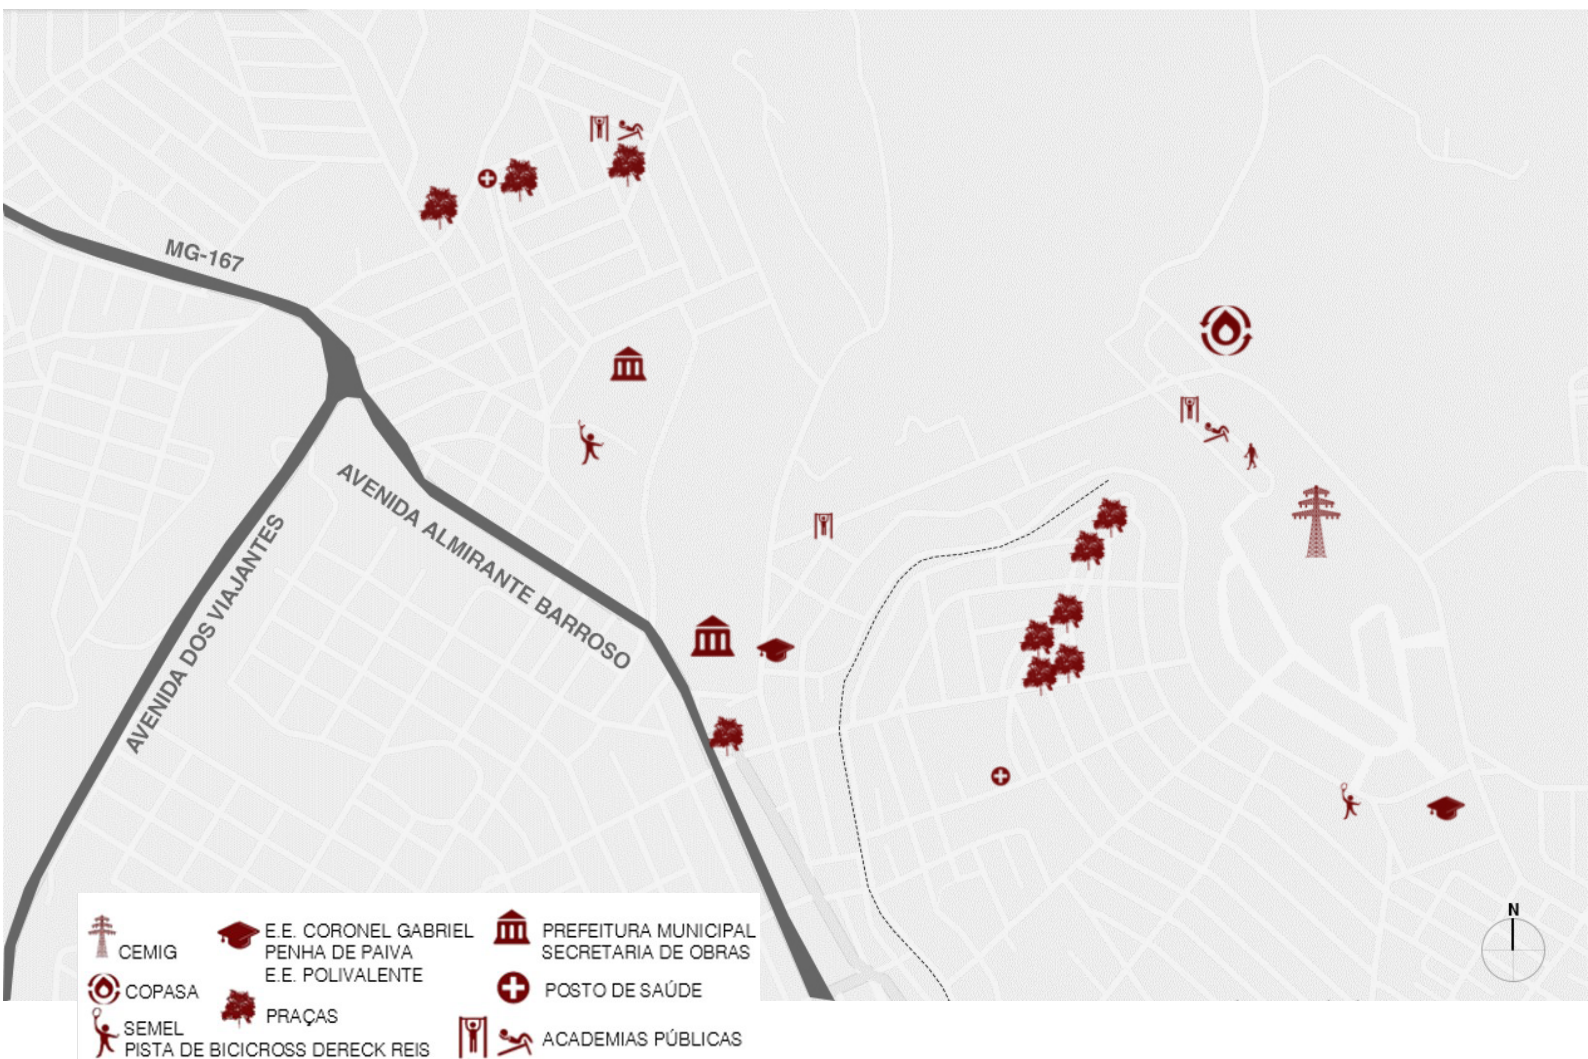 MG-167
AVENIDA ALMIRANTE BARROSO
AVENIDA DOS VIAJANTES
N
CEMIG
COPASA
SEMEL
PISTA DE BICICROSS DERECK REIS
E.E. CORONEL GABRIEL
PENHA DE PAIVA
E.E. POLIVALENTE
PRAÇAS
PREFEITURA MUNICIPAL
SECRETARIA DE OBRAS
POSTO DE SAÚDE
ACADEMIAS PÚBLICAS